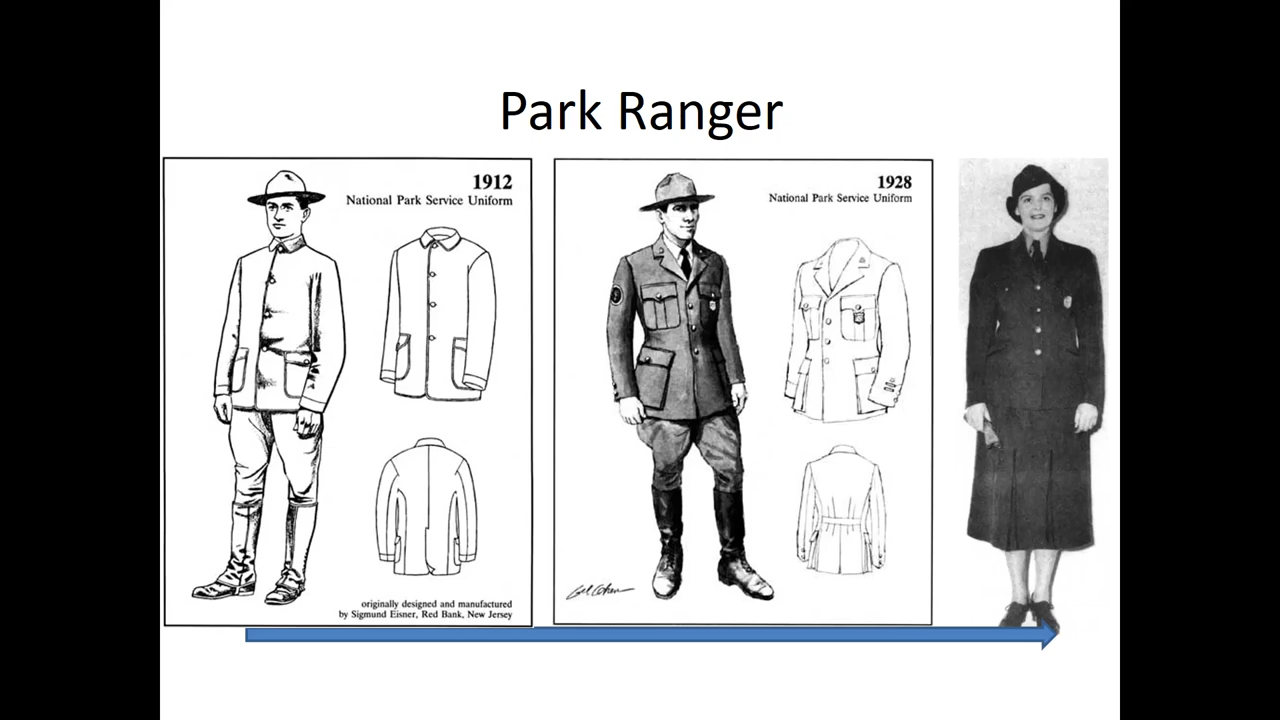 Park Ranger
1912
National Park Service Uniform
originally designed and manufactured
by Sigmund Eisner, Red Bank, New Jersey
1928
National Park Service Uniform